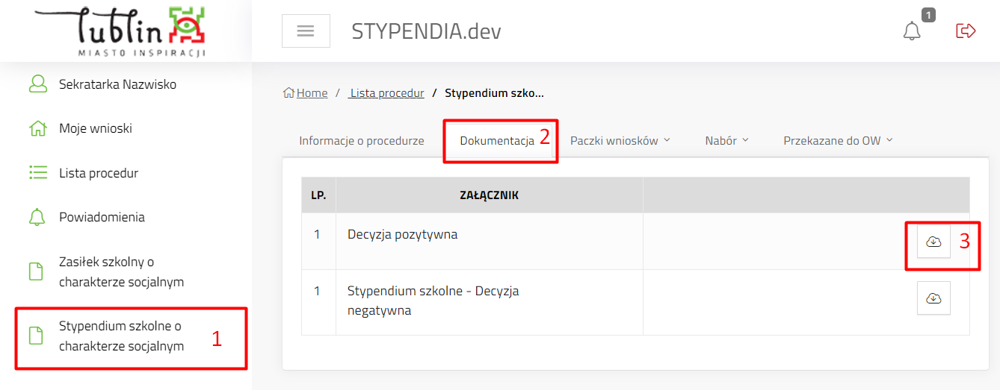 lublin
MIASTO INSPIRACJI
STYPENDIA.dev
1
Sekratarka Nazwisko
Moje wnioski
Lista procedur
Powiadomienia
Zasiłek szkolny o
charakterze socjalnym
Stypendium szkolne o
charakterze socjalnym
1
Home / Lista procedur / Stypendium szko...
Informacje o procedurze
Dokumentacja
2
Paczki wniosków
Nabór
Przekazane do OW
LP.
ZAŁĄCZNIK
1
Decyzja pozytywna
3
1
Stypendium szkolne - Decyzja
negatywna